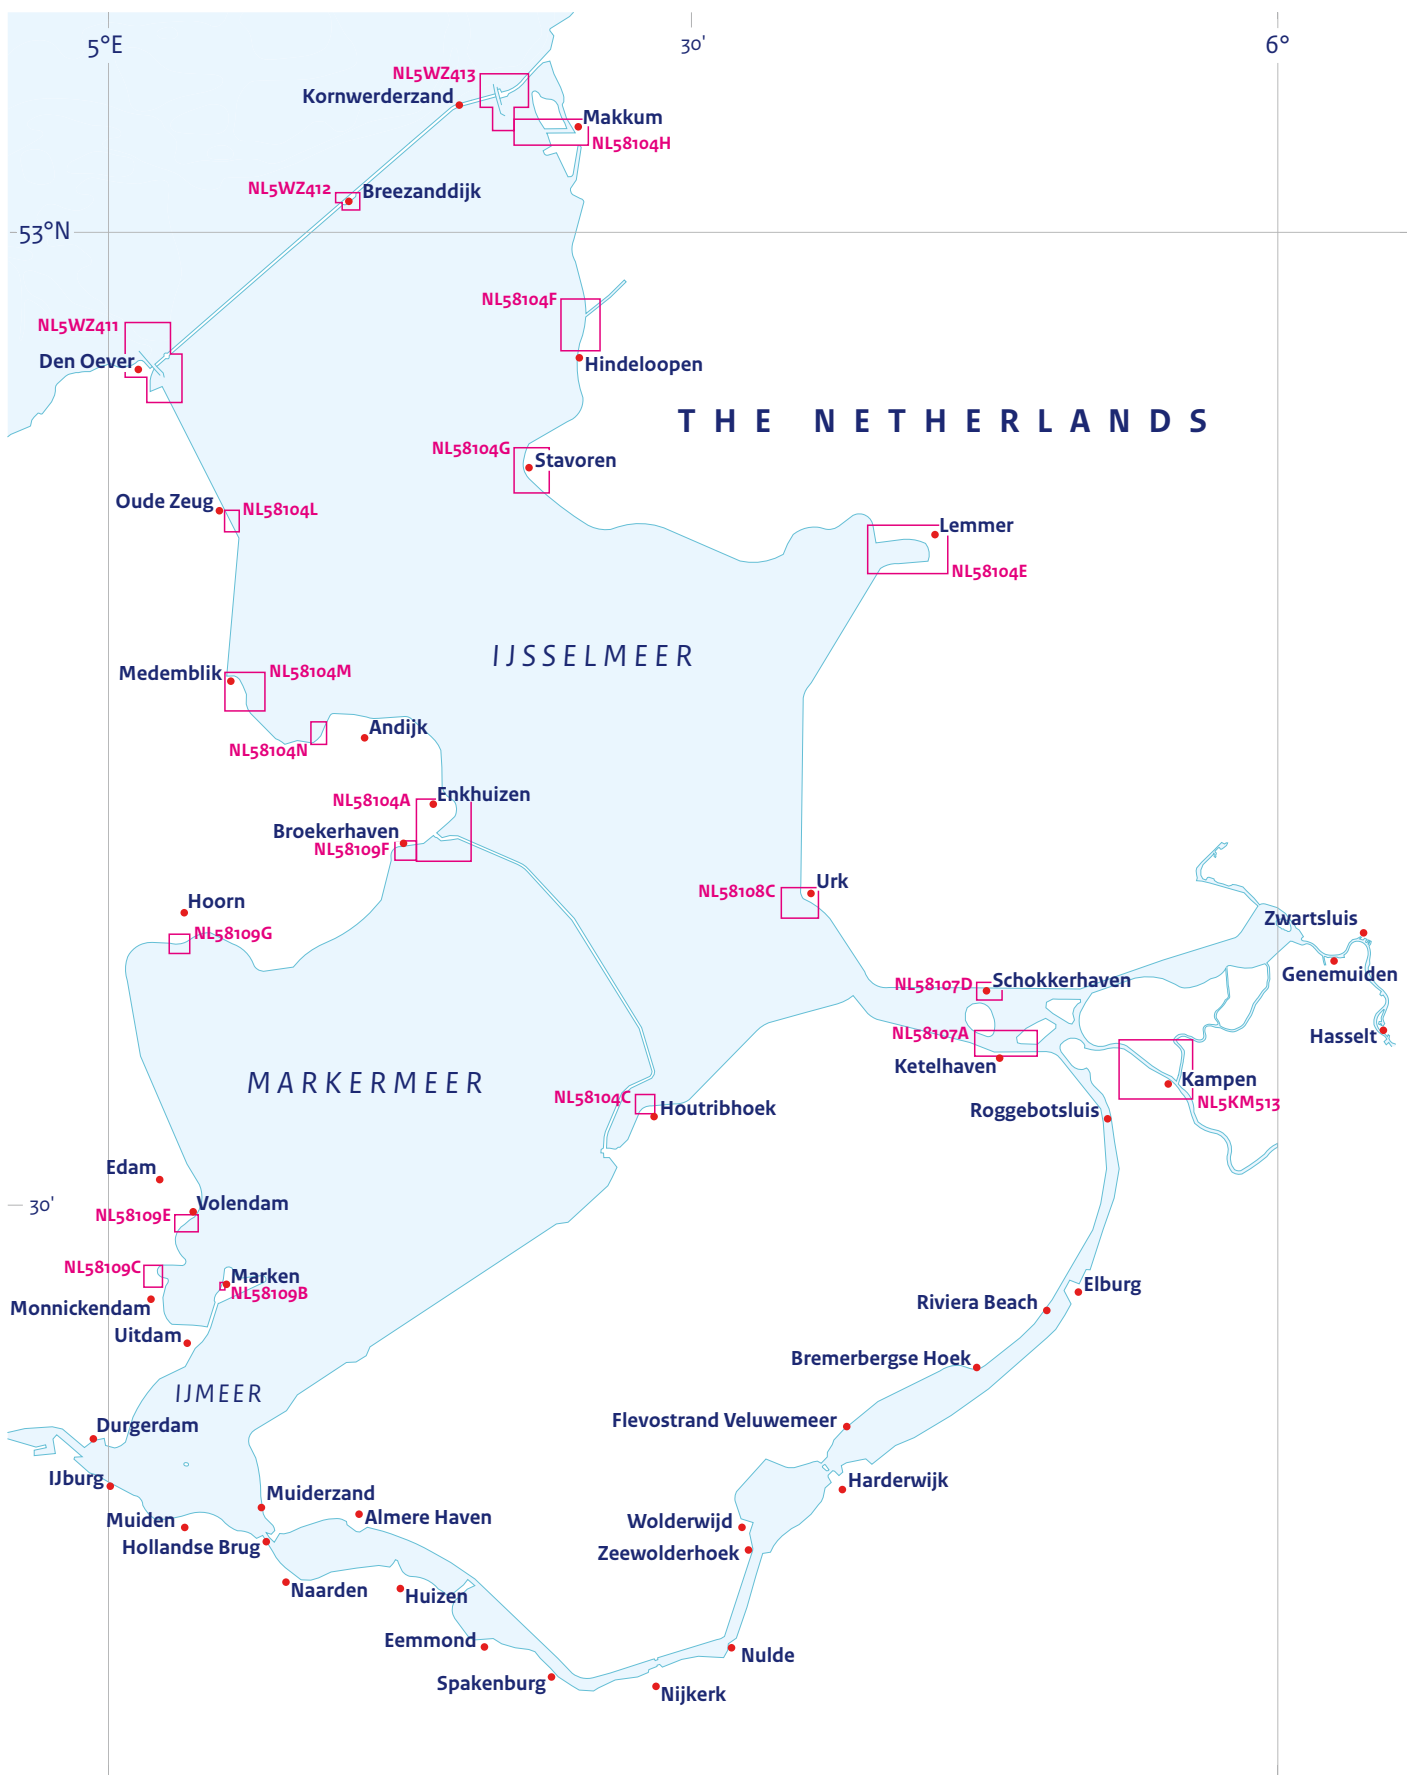 5°E
30'
6°
NL5WZ413
Kornwerderzand
Makkum
NL58104H
NL5WZ412
Breezanddijk
53°N
NL58104F
NL5WZ411
Den Oever
Hindeloopen
THE NETHERLANDS
NL58104G
Stavoren
Oude Zeug
NL58104L
Lemmer
NL58104E
IJSSELMEER
Medemblik
NL58104M
Andijk
NL58104N
Enkhuizen
NL58104A
Broekerhaven
NL58109F
Urk
NL58108C
Hoorn
NL58109G
Zwartsluis
Genemuiden
Schokkerhaven
NL58107D
NL58107A
Hasselt
Ketelhaven
MARKERMEER
Kampen
NL5KM513
NL58104C
Houtribhoek
Roggebotsluis
Edam
30'
Volendam
NL58109E
NL58109C
Marken
NL58109B
Monnickendam
Elburg
Riviera Beach
Uitdam
Bremerbergse Hoek
IJMEER
Flevostrand Veluwemeer
Durgerdam
IJburg
Harderwijk
Muiderzand
Almere Haven
Muiden
Wolderwijd
Hollandse Brug
Zeewolderhoek
Naarden
Huizen
Eemmond
Nulde
Spakenburg
Nijkerk